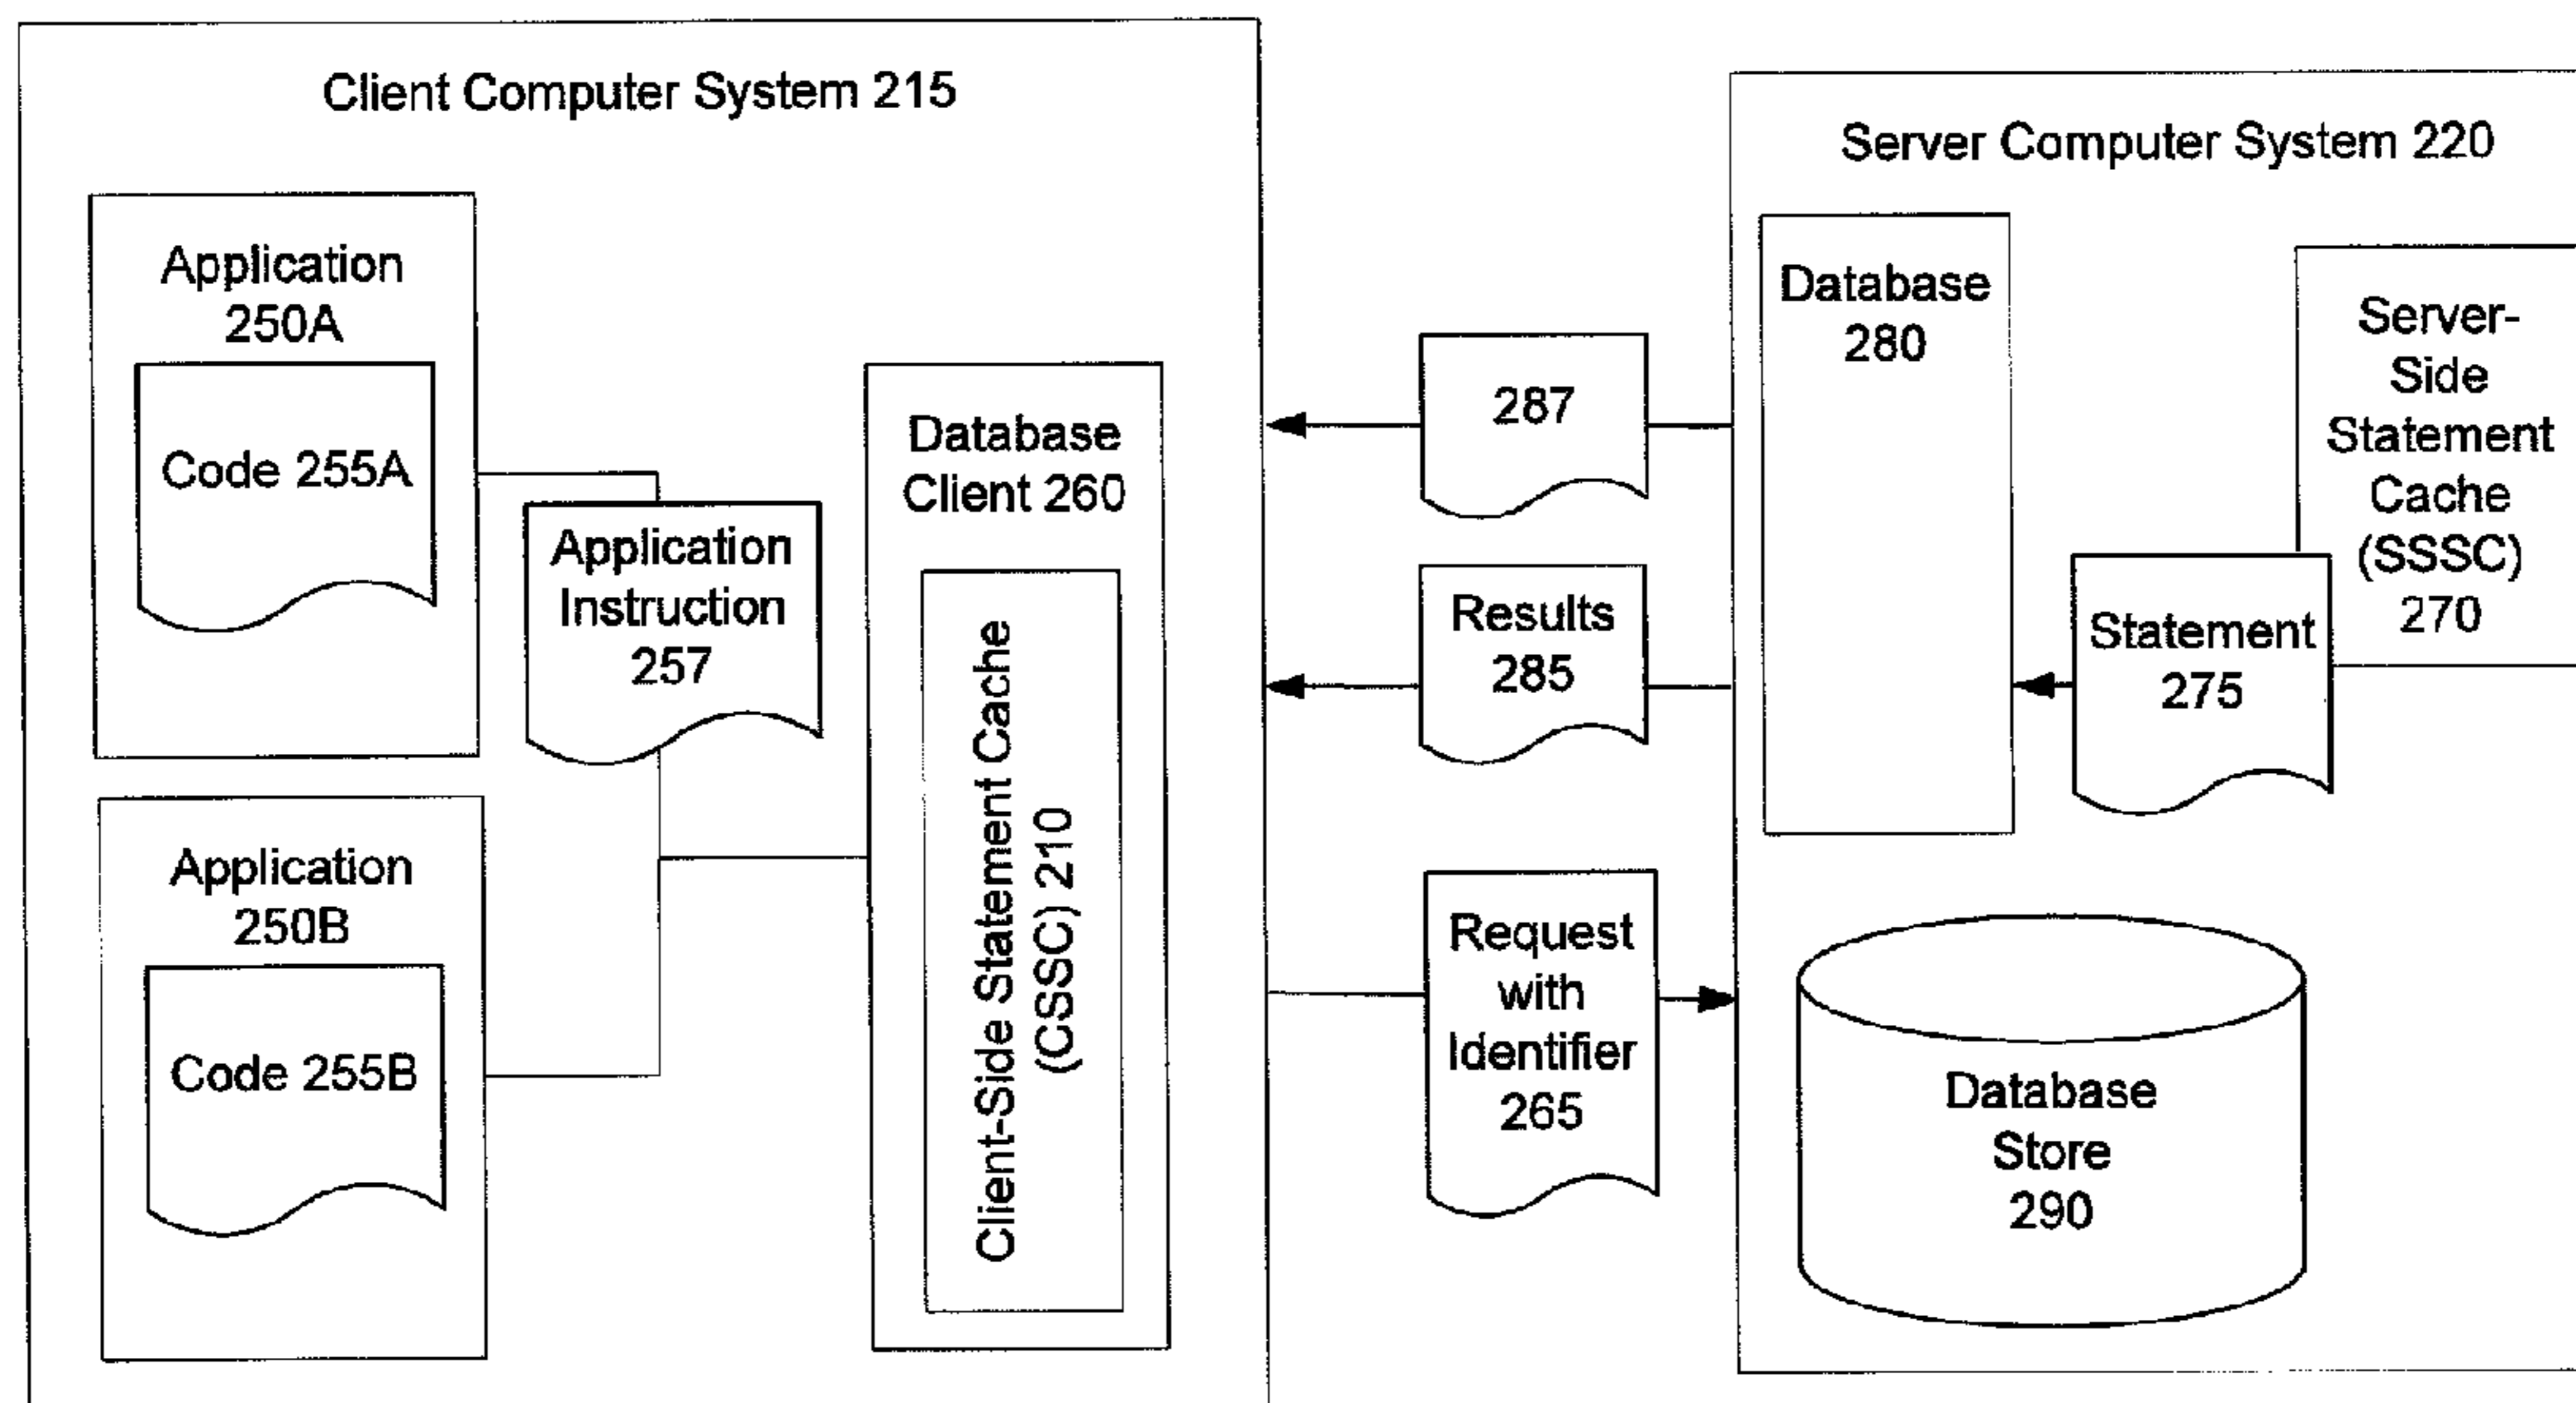 Client Computer System 215
Application
250A
Code 255A
Application
Instruction
257
Application
250B
Code 255B
Database
Client 260
Client-Side Statement Cache
(CSSC) 210
287
Results
285
Request
with
Identifier
265
Server Computer System 220
Database
280
Server-
Side
Statement
Cache
(SSSC)
270
Statement
275
Database
Store
290